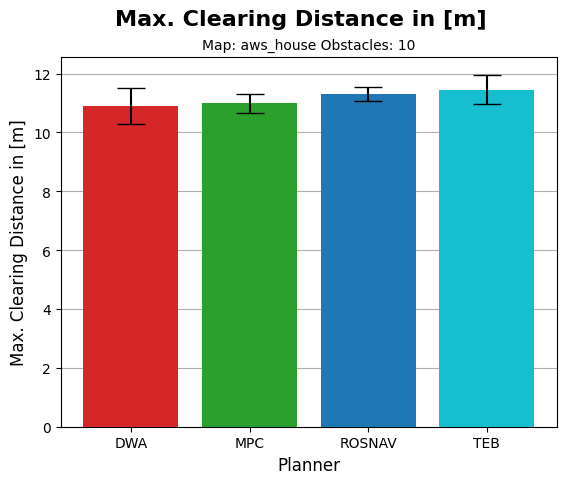 Max. Clearing Distance in [m]
Map: aws_house Obstacles: 10
Max. Clearing Distance in [m]
12
10
8
6
4
2
0
DWA MPC ROSNAV TEB
Planner